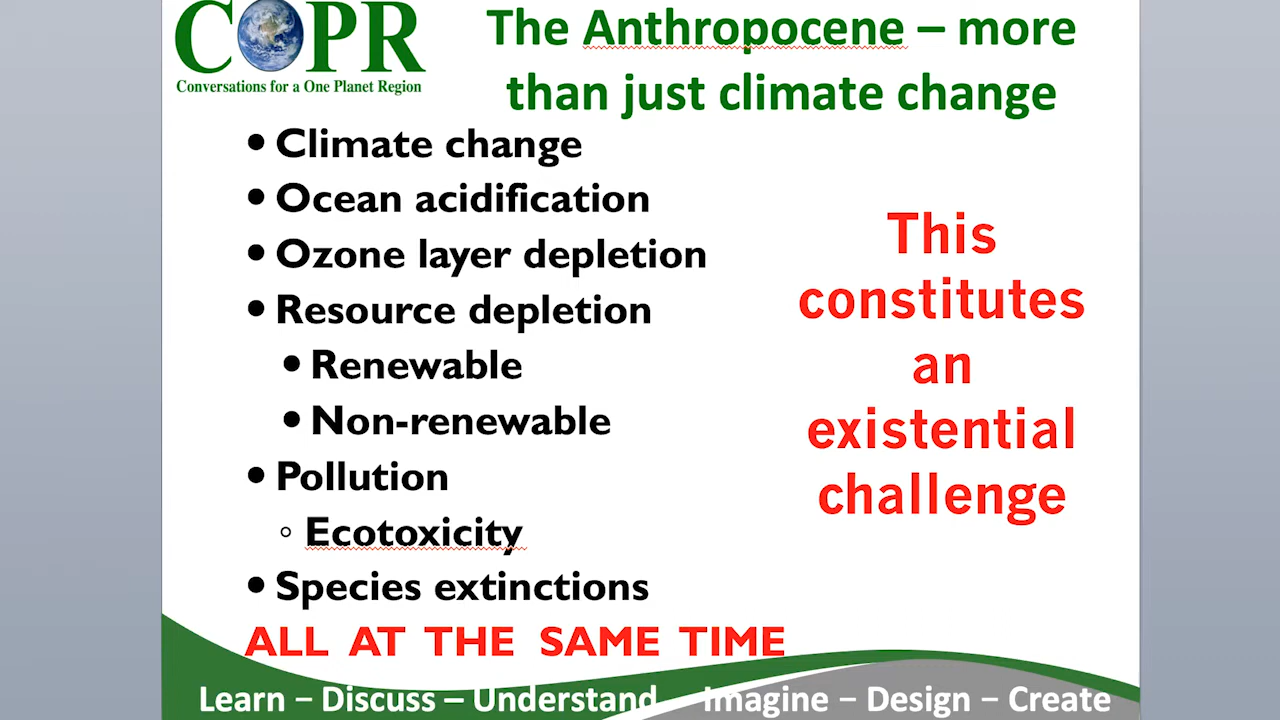 COPR
Conversations for a One Planet Region
The Anthropocene – more
than just climate change
• Climate change
• Ocean acidification
• Ozone layer depletion
• Resource depletion
• Renewable
• Non-renewable
• Pollution
◦ Ecotoxicity
• Species extinctions
ALL AT THE SAME TIME
This
constitutes
an
existential
challenge
Learn – Discuss – Understand Imagine – Design – Create